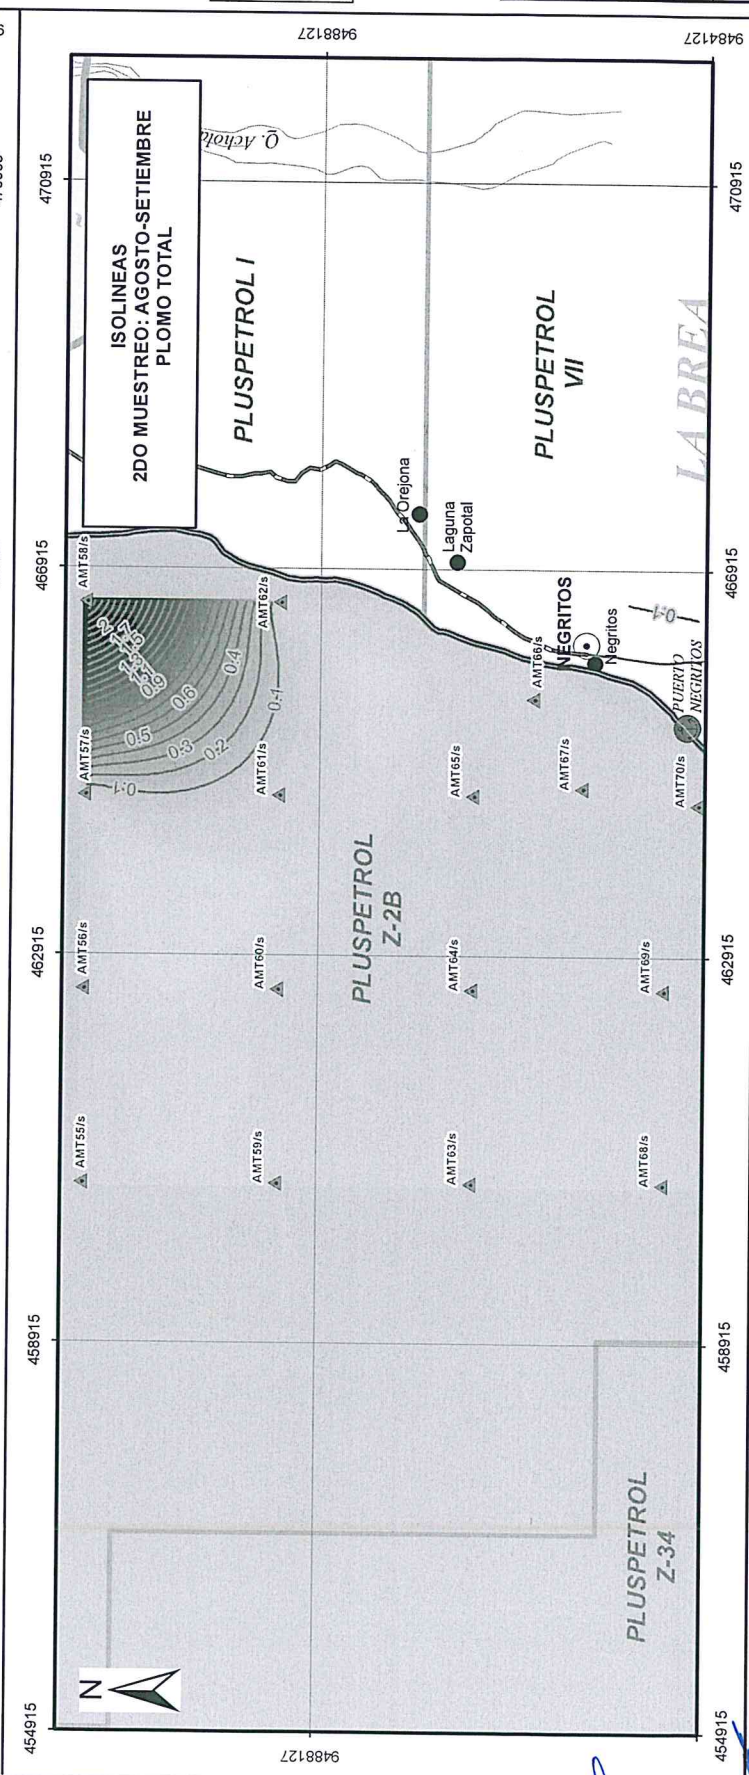 ISOLINEAS
2DO MUESTREO: AGOSTO-SETIEMBRE
PLOMO TOTAL
N
454915
458915
462915
466915
470915
9488127
9488127
9484127
AMT55/s
AMT56/s
AMT57/s
AMT58/s
AMT59/s
AMT60/s
AMT61/s
AMT62/s
AMT63/s
AMT64/s
AMT65/s
AMT66/s
AMT67/s
AMT68/s
AMT69/s
AMT70/s
0.1
0.5
0.3
0.2
0.6
0.4
0.1
0.9
2
0.1
PLUSPETROL
Z-2B
PLUSPETROL
Z-34
PLUSPETROL I
PLUSPETROL
VII
Q. Achola
La Orejona
Laguna
Zapotal
NEGRITOS
Negritos
PUERTO
NEGRITOS
LA BREA
454915
458915
462915
466915
470915